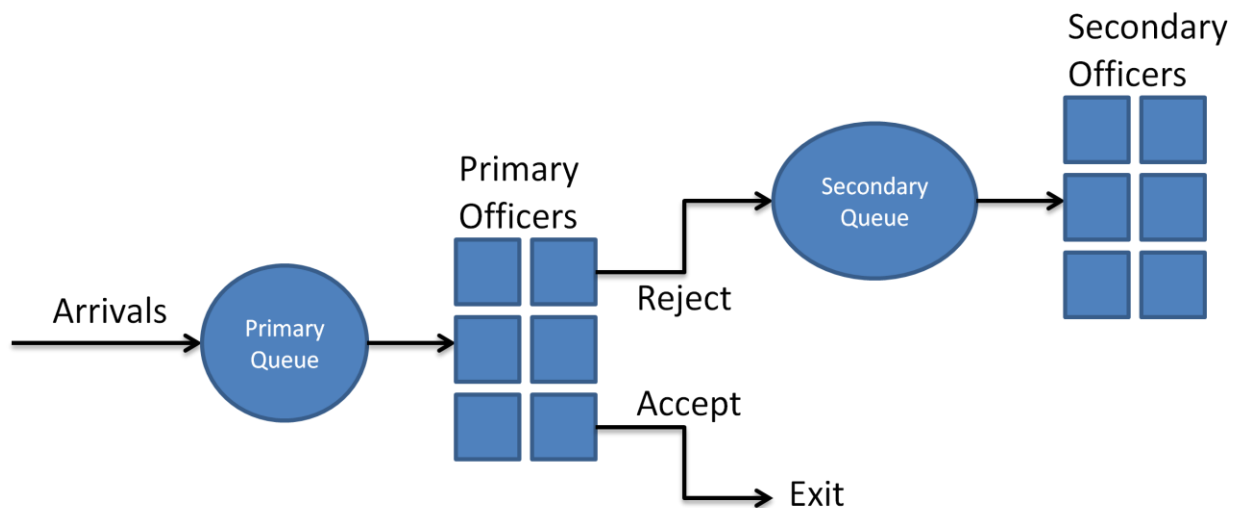 Arrivals
Primary
Queue
Primary
Officers
Reject
Accept
Exit
Secondary
Queue
Secondary
Officers